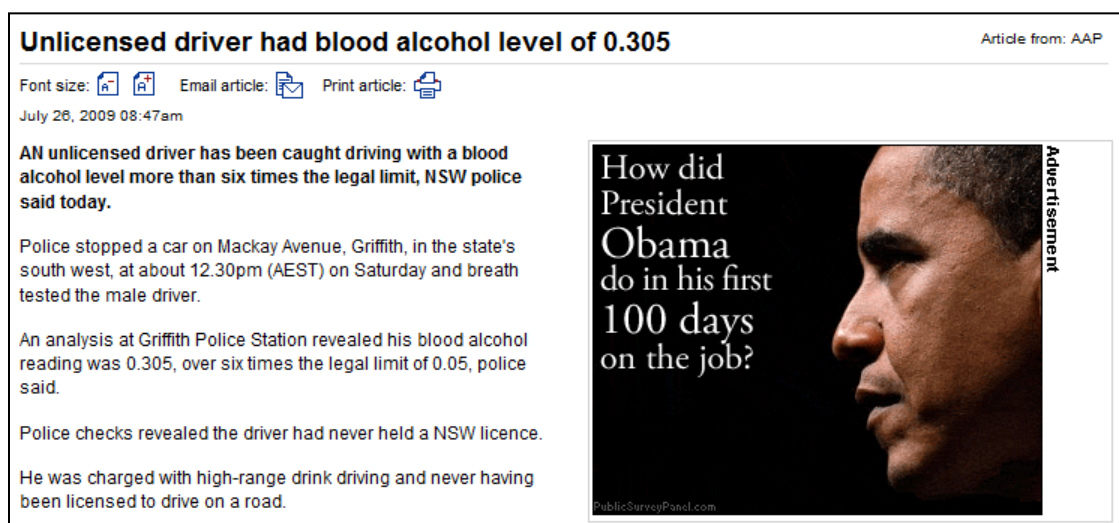 Unlicensed driver had blood alcohol level of 0.305
Article from: AAP
Font size: A- A+ Email article: Print article:
July 26, 2009 08:47am
AN unlicensed driver has been caught driving with a blood
alcohol level more than six times the legal limit, NSW police
said today.
Police stopped a car on Mackay Avenue, Griffith, in the state's
south west, at about 12.30pm (AEST) on Saturday and breath
tested the male driver.
An analysis at Griffith Police Station revealed his blood alcohol
reading was 0.305, over six times the legal limit of 0.05, police
said.
Police checks revealed the driver had never held a NSW licence.
He was charged with high-range drink driving and never having
been licensed to drive on a road.
How did
President
Obama
do in his first
100 days
on the job?
PublicSurveyPanel.com
Advertisement